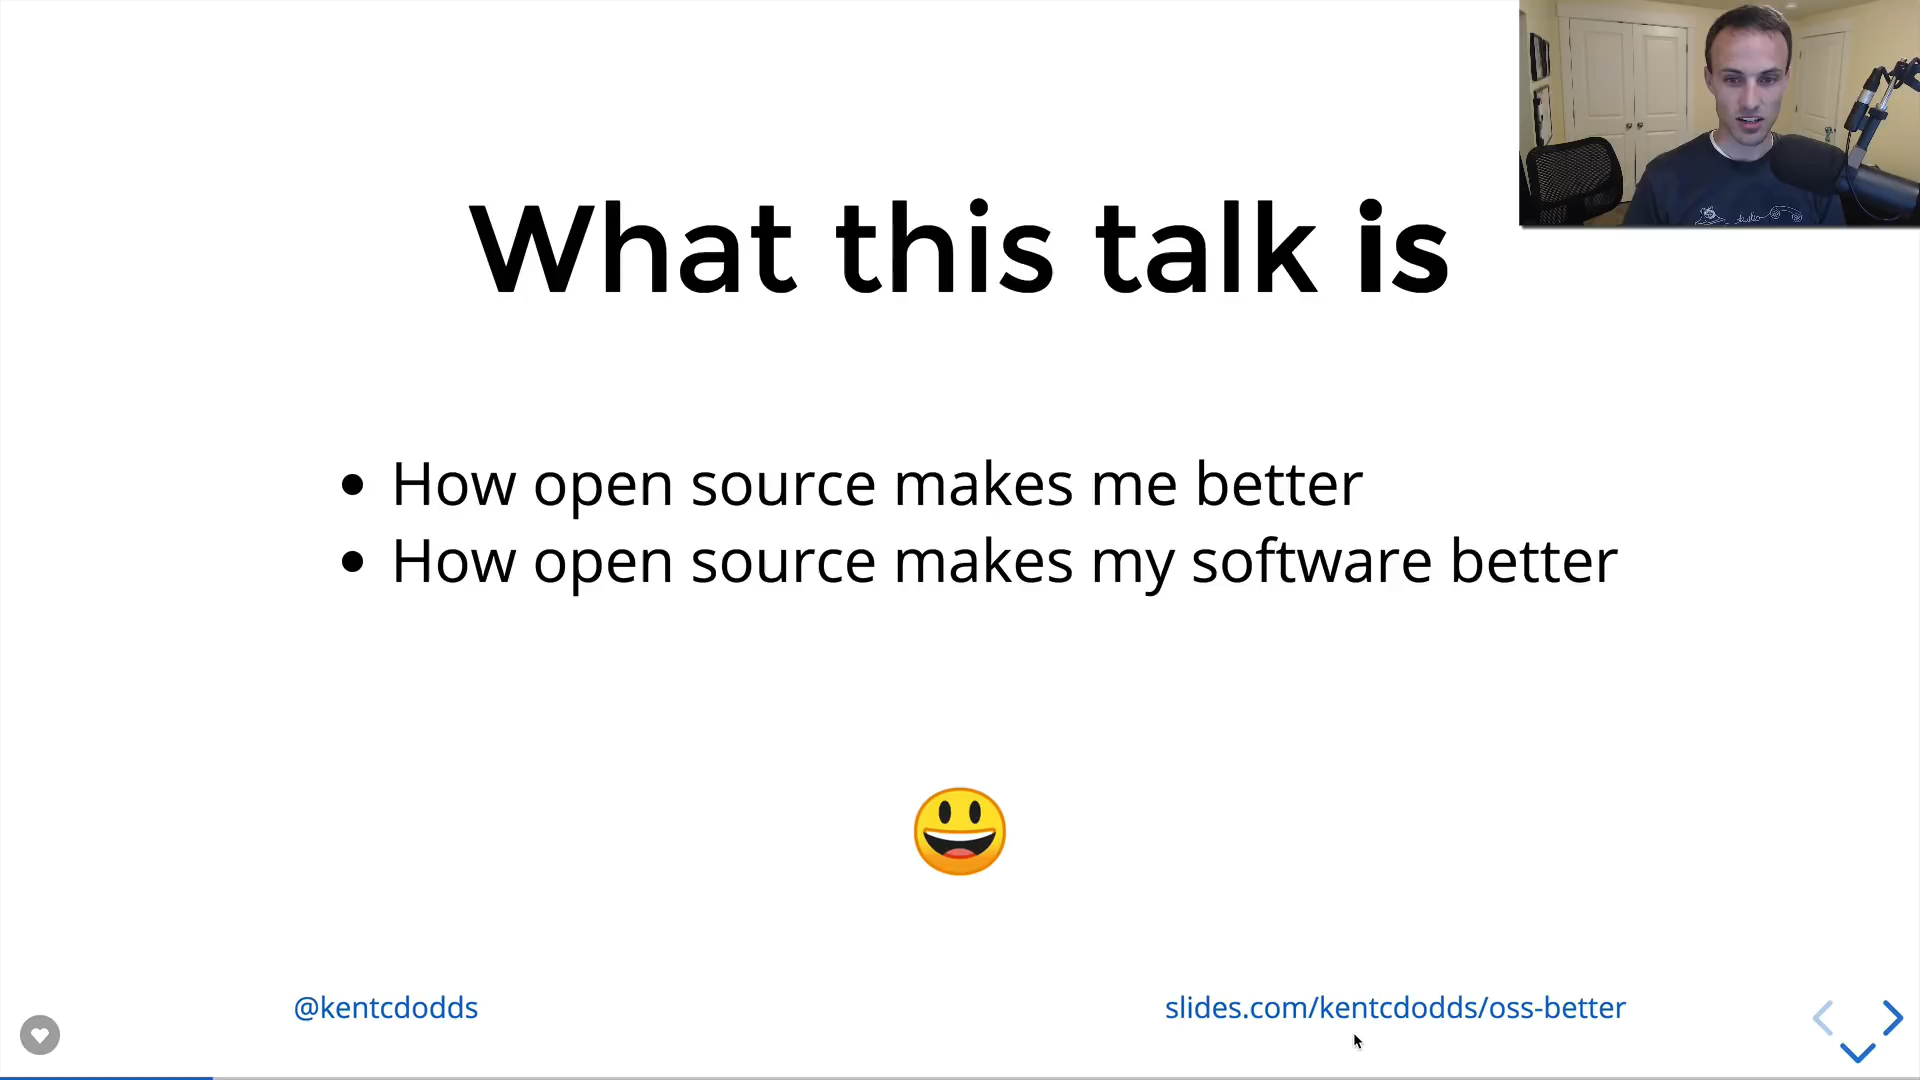 What this talk is
How open source makes me better
How open source makes my software better
@kentcdodds
slides.com/kentcdodds/oss-better